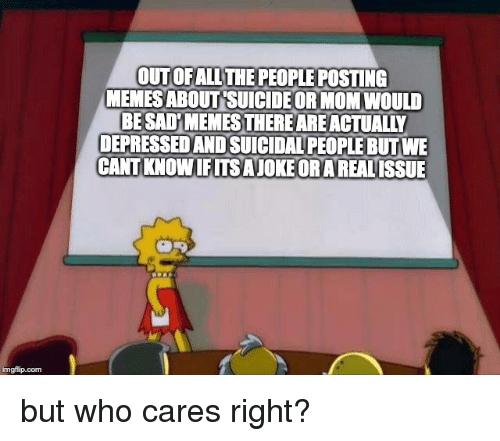 OUT OF ALL THE PEOPLE POSTING
MEMES ABOUT 'SUICIDE OR MOM WOULD
BE SAD' MEMES THERE ARE ACTUALLY
DEPRESSED AND SUICIDAL PEOPLE BUT WE
CANT KNOW IF ITS A JOKE OR A REAL ISSUE
imgflip.com
but who cares right?